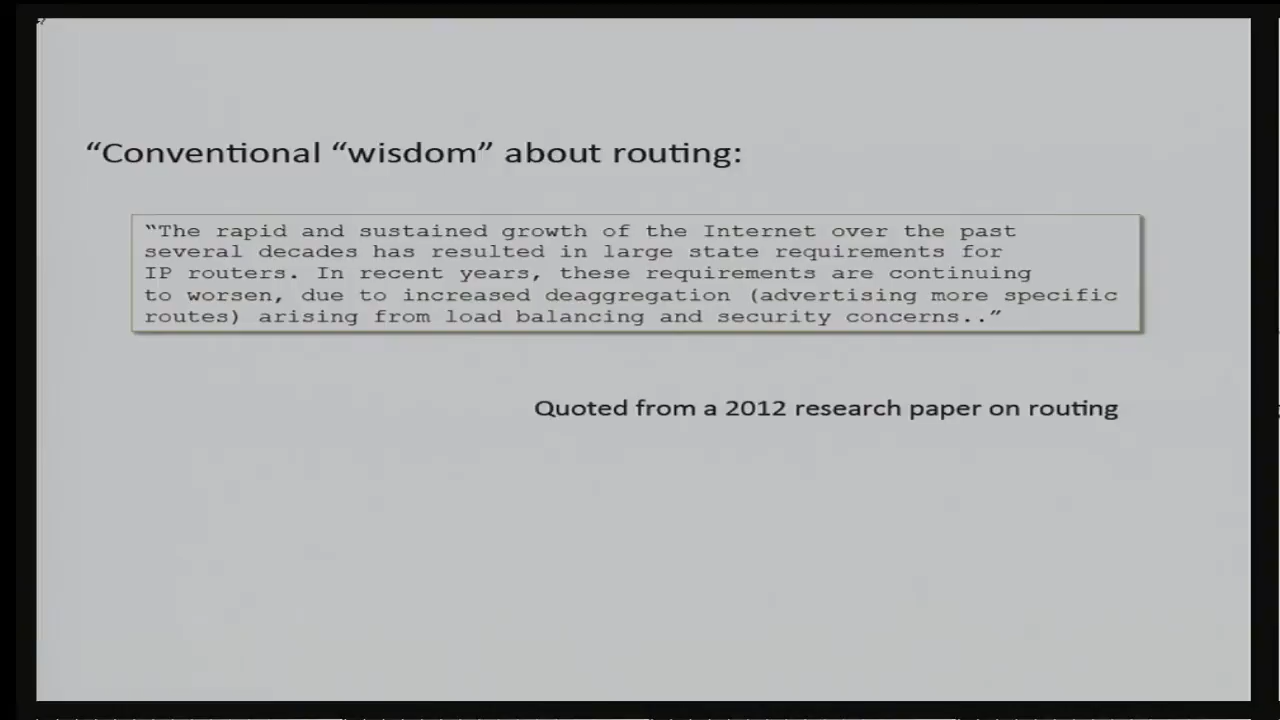 “Conventional “wisdom” about routing:
“The rapid and sustained growth of the Internet over the past
several decades has resulted in large state requirements for
IP routers. In recent years, these requirements are continuing
to worsen, due to increased deaggregation (advertising more specific
routes) arising from load balancing and security concerns..”
Quoted from a 2012 research paper on routing